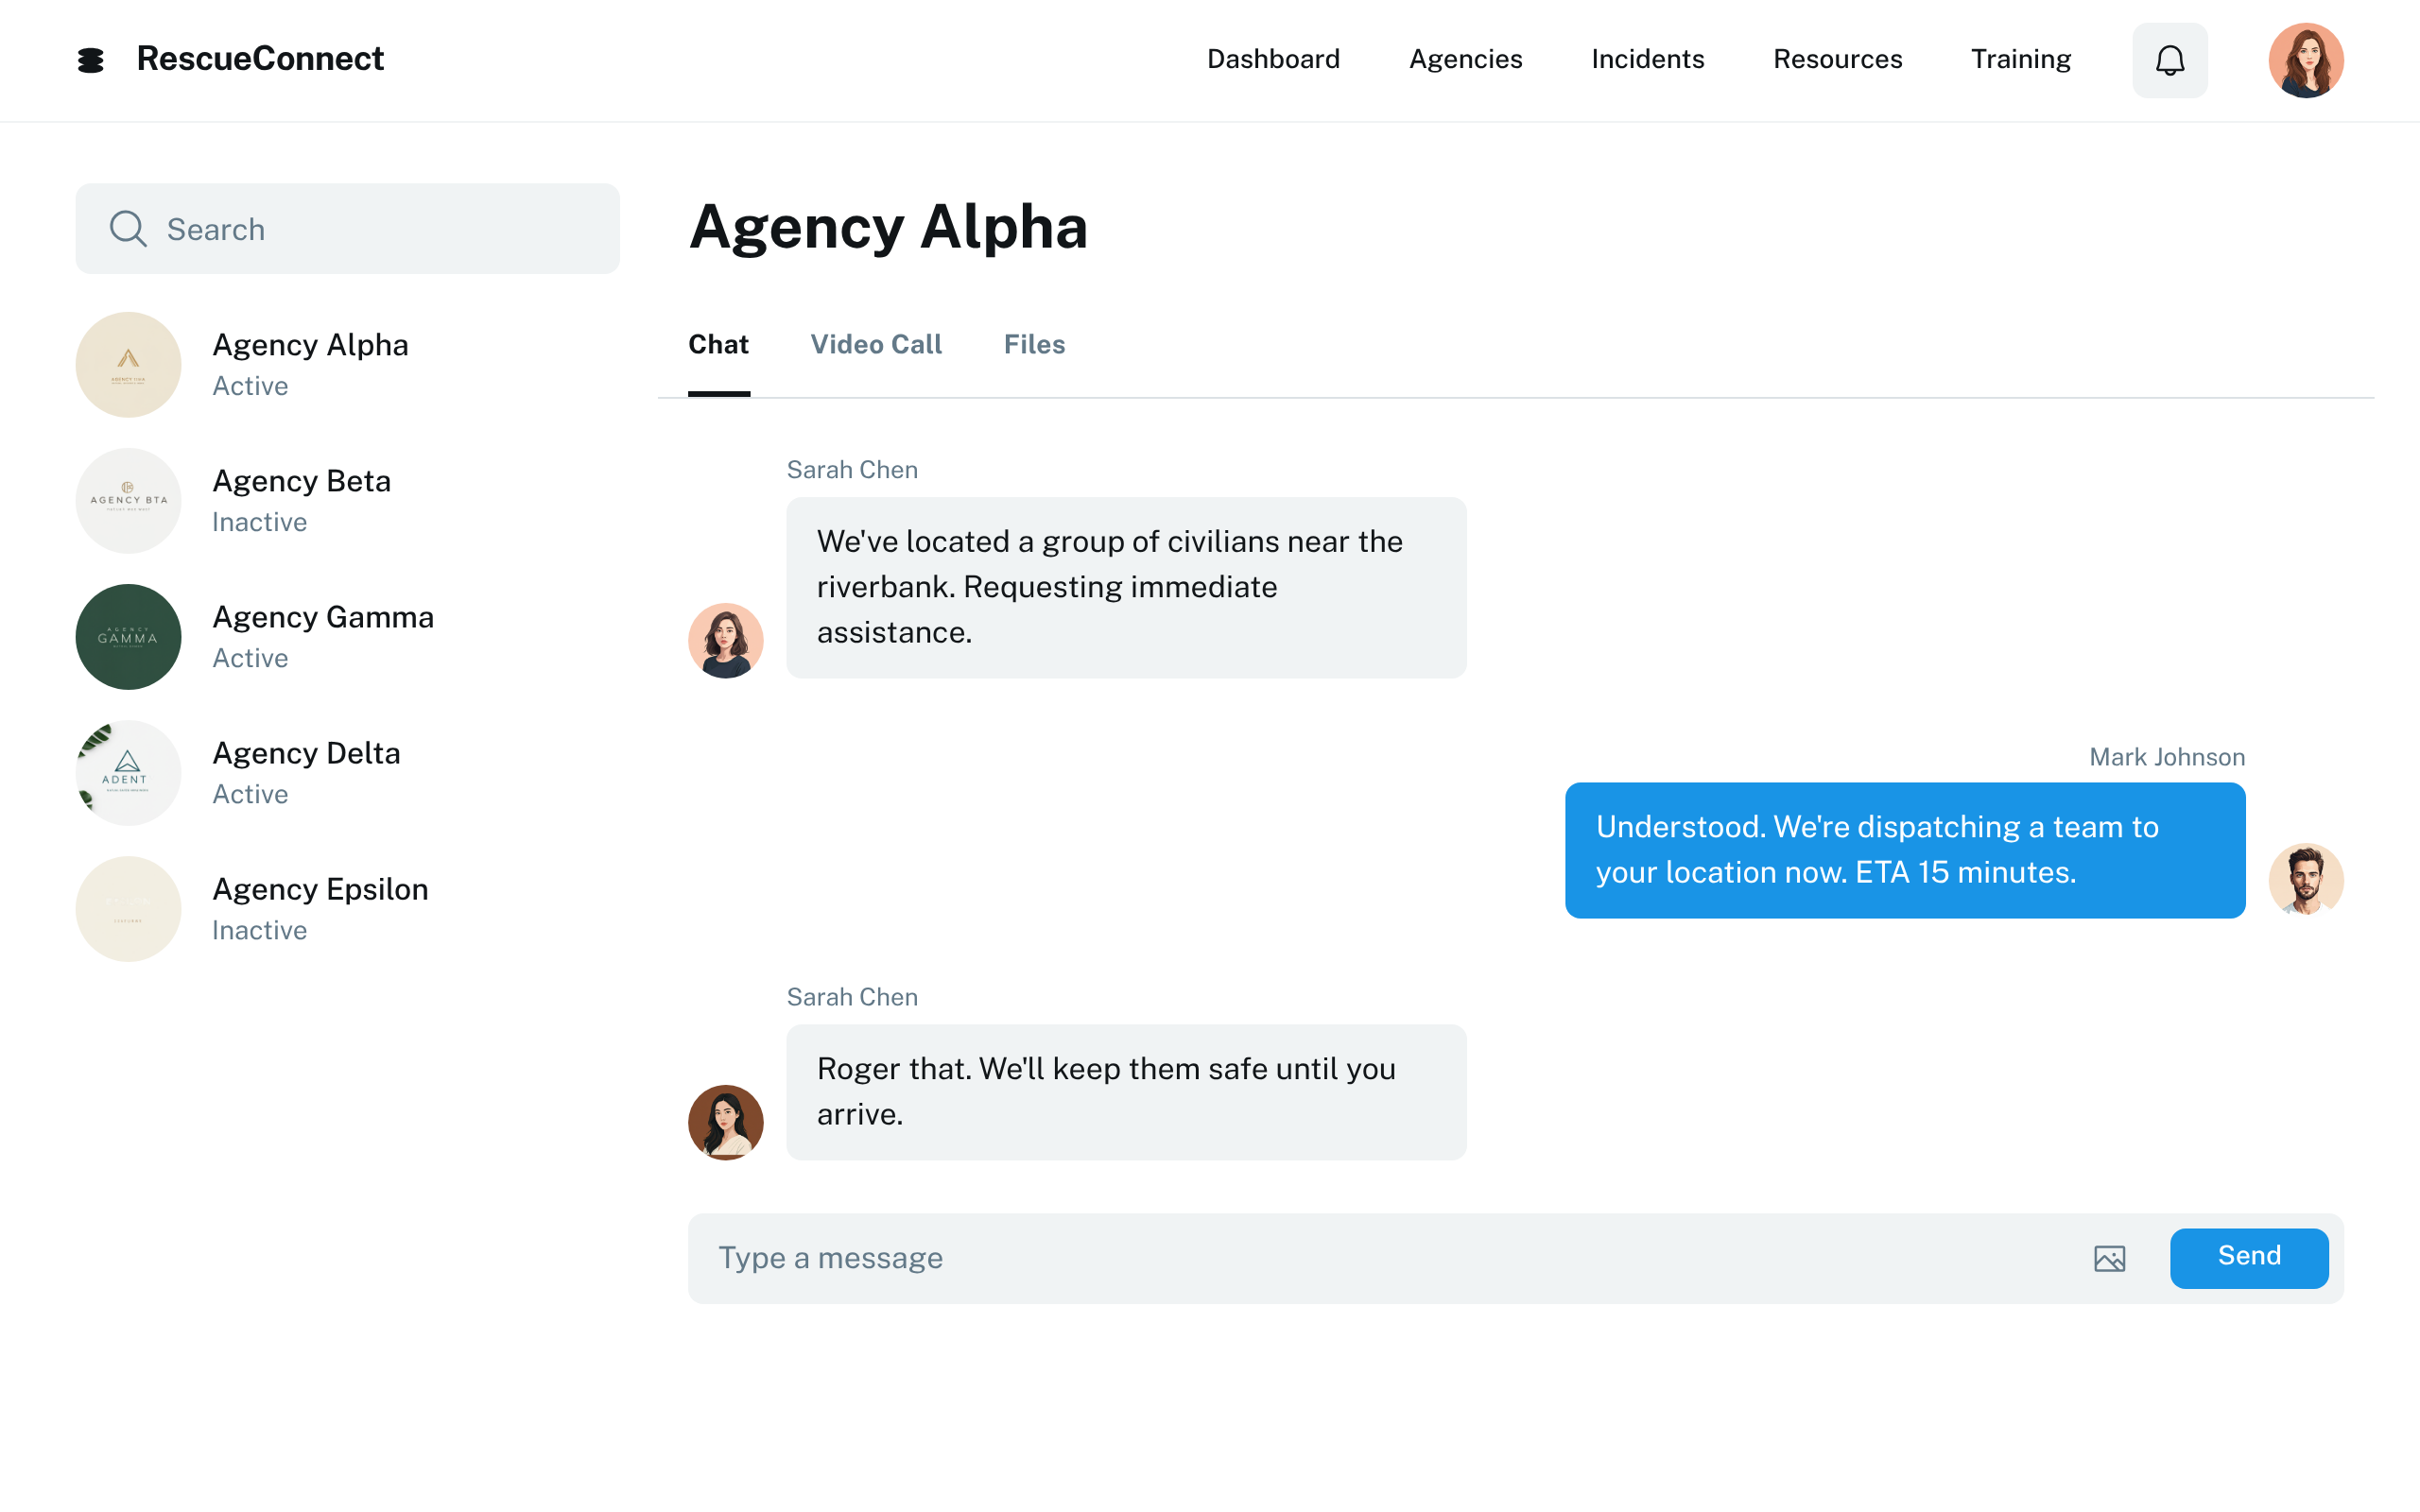 RescueConnect
Dashboard
Agencies
Incidents
Resources
Training
Search
Agency Alpha
Active
AGENCY BTA
Agency Beta
Inactive
AGENCY
GAMMA
Agency Gamma
Active
ADENT
Agency Delta
Active
Agency Epsilon
Inactive
Agency Alpha
Chat
Video Call
Files
Sarah Chen
We've located a group of civilians near the
riverbank. Requesting immediate
assistance.
Mark Johnson
Understood. We're dispatching a team to
your location now. ETA 15 minutes.
Sarah Chen
Roger that. We'll keep them safe until you
arrive.
Type a message
Send